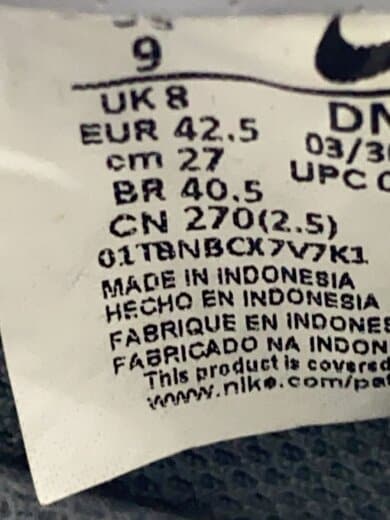 US
9
UK 8
EUR 42.5
cm 27
BR 40.5
CN 270(2.5)
01TBNBCX7V7K1
MADE IN INDONESIA
HECHO EN INDONESIA
FABRIQUE EN INDONES
FABRICADO NA INDON
This product is covered
www.nike.com/pat
DN
03/30
UPC 0